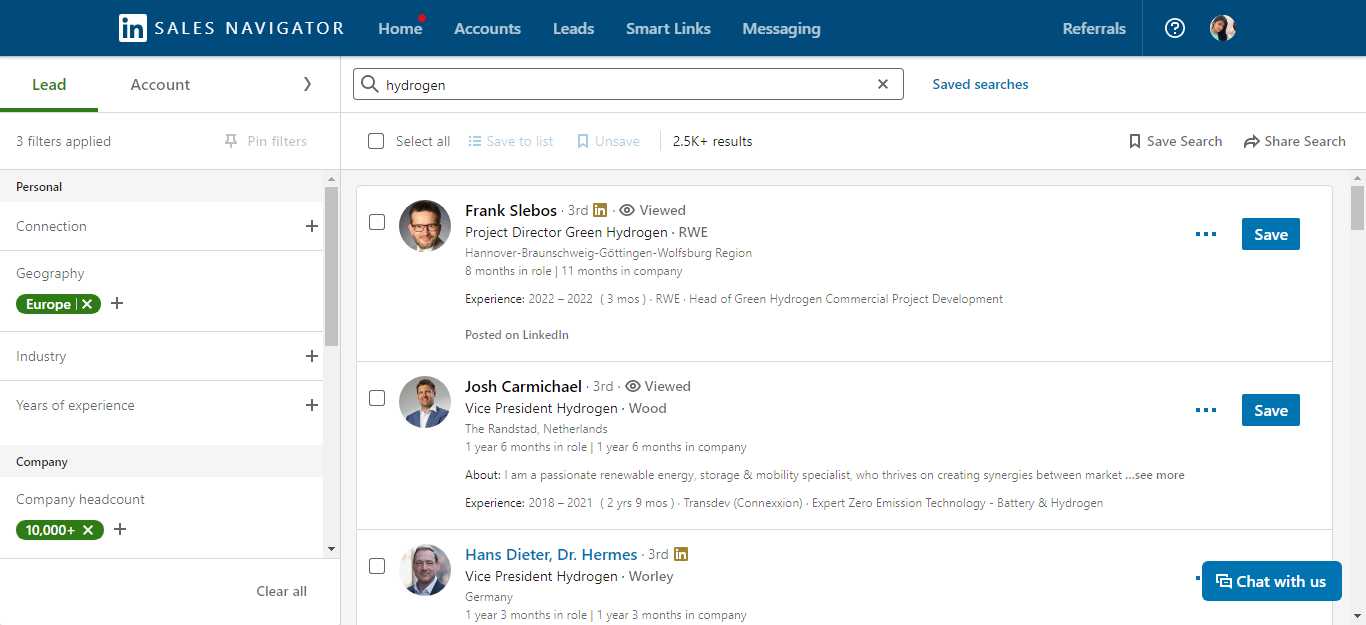 in SALES NAVIGATOR Home Accounts Leads Smart Links Messaging Referrals
Lead Account
hydrogen
Saved searches
3 filters applied Pin filters
Select all Save to list Unsave 2.5K+ results Save Search Share Search
Personal
Connection
Geography
Europe
Industry
Years of experience
Company
Company headcount
10,000+
Clear all
Frank Slebos · 3rd in · Viewed
Project Director Green Hydrogen · RWE
Hannover-Braunschweig-Göttingen-Wolfsburg Region
8 months in role | 11 months in company
Experience: 2022 – 2022 ( 3 mos ) · RWE · Head of Green Hydrogen Commercial Project Development
Posted on LinkedIn
Save
Josh Carmichael · 3rd · Viewed
Vice President Hydrogen · Wood
The Randstad, Netherlands
1 year 6 months in role | 1 year 6 months in company
About: I am a passionate renewable energy, storage & mobility specialist, who thrives on creating synergies between market ...see more
Experience: 2018 – 2021 ( 2 yrs 9 mos ) · Transdev (Connexxion) · Expert Zero Emission Technology - Battery & Hydrogen
Save
Hans Dieter, Dr. Hermes · 3rd in
Vice President Hydrogen · Worley
Germany
1 year 3 months in role | 1 year 3 months in company
Chat with us